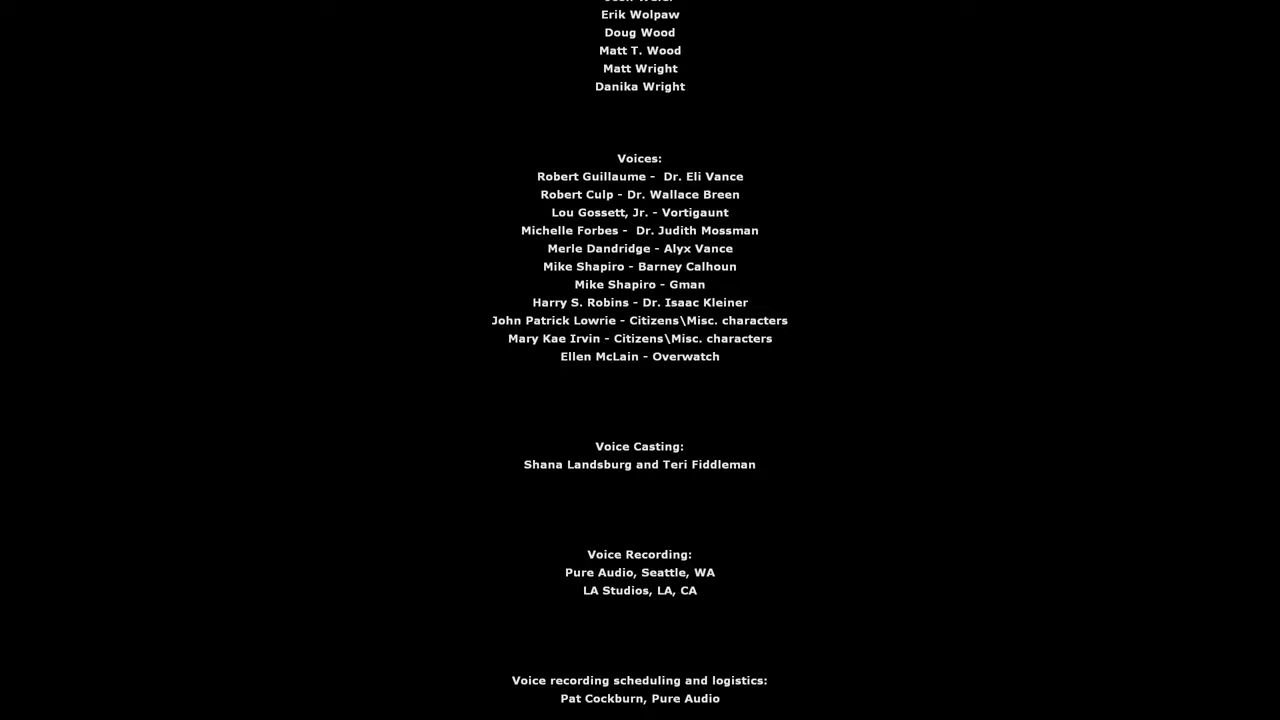 Erik Wolpaw
Doug Wood
Matt T. Wood
Matt Wright
Danika Wright
Voices:
Robert Guillaume -  Dr. Eli Vance
Robert Culp - Dr. Wallace Breen
Lou Gossett, Jr. - Vortigaunt
Michelle Forbes -  Dr. Judith Mossman
Merle Dandridge - Alyx Vance
Mike Shapiro - Barney Calhoun
Mike Shapiro - Gman
Harry S. Robins - Dr. Isaac Kleiner
John Patrick Lowrie - Citizens\Misc. characters
Mary Kae Irvin - Citizens\Misc. characters
Ellen McLain - Overwatch
Voice Casting:
Shana Landsburg and Teri Fiddleman
Voice Recording:
Pure Audio, Seattle, WA
LA Studios, LA, CA
Voice recording scheduling and logistics:
Pat Cockburn, Pure Audio